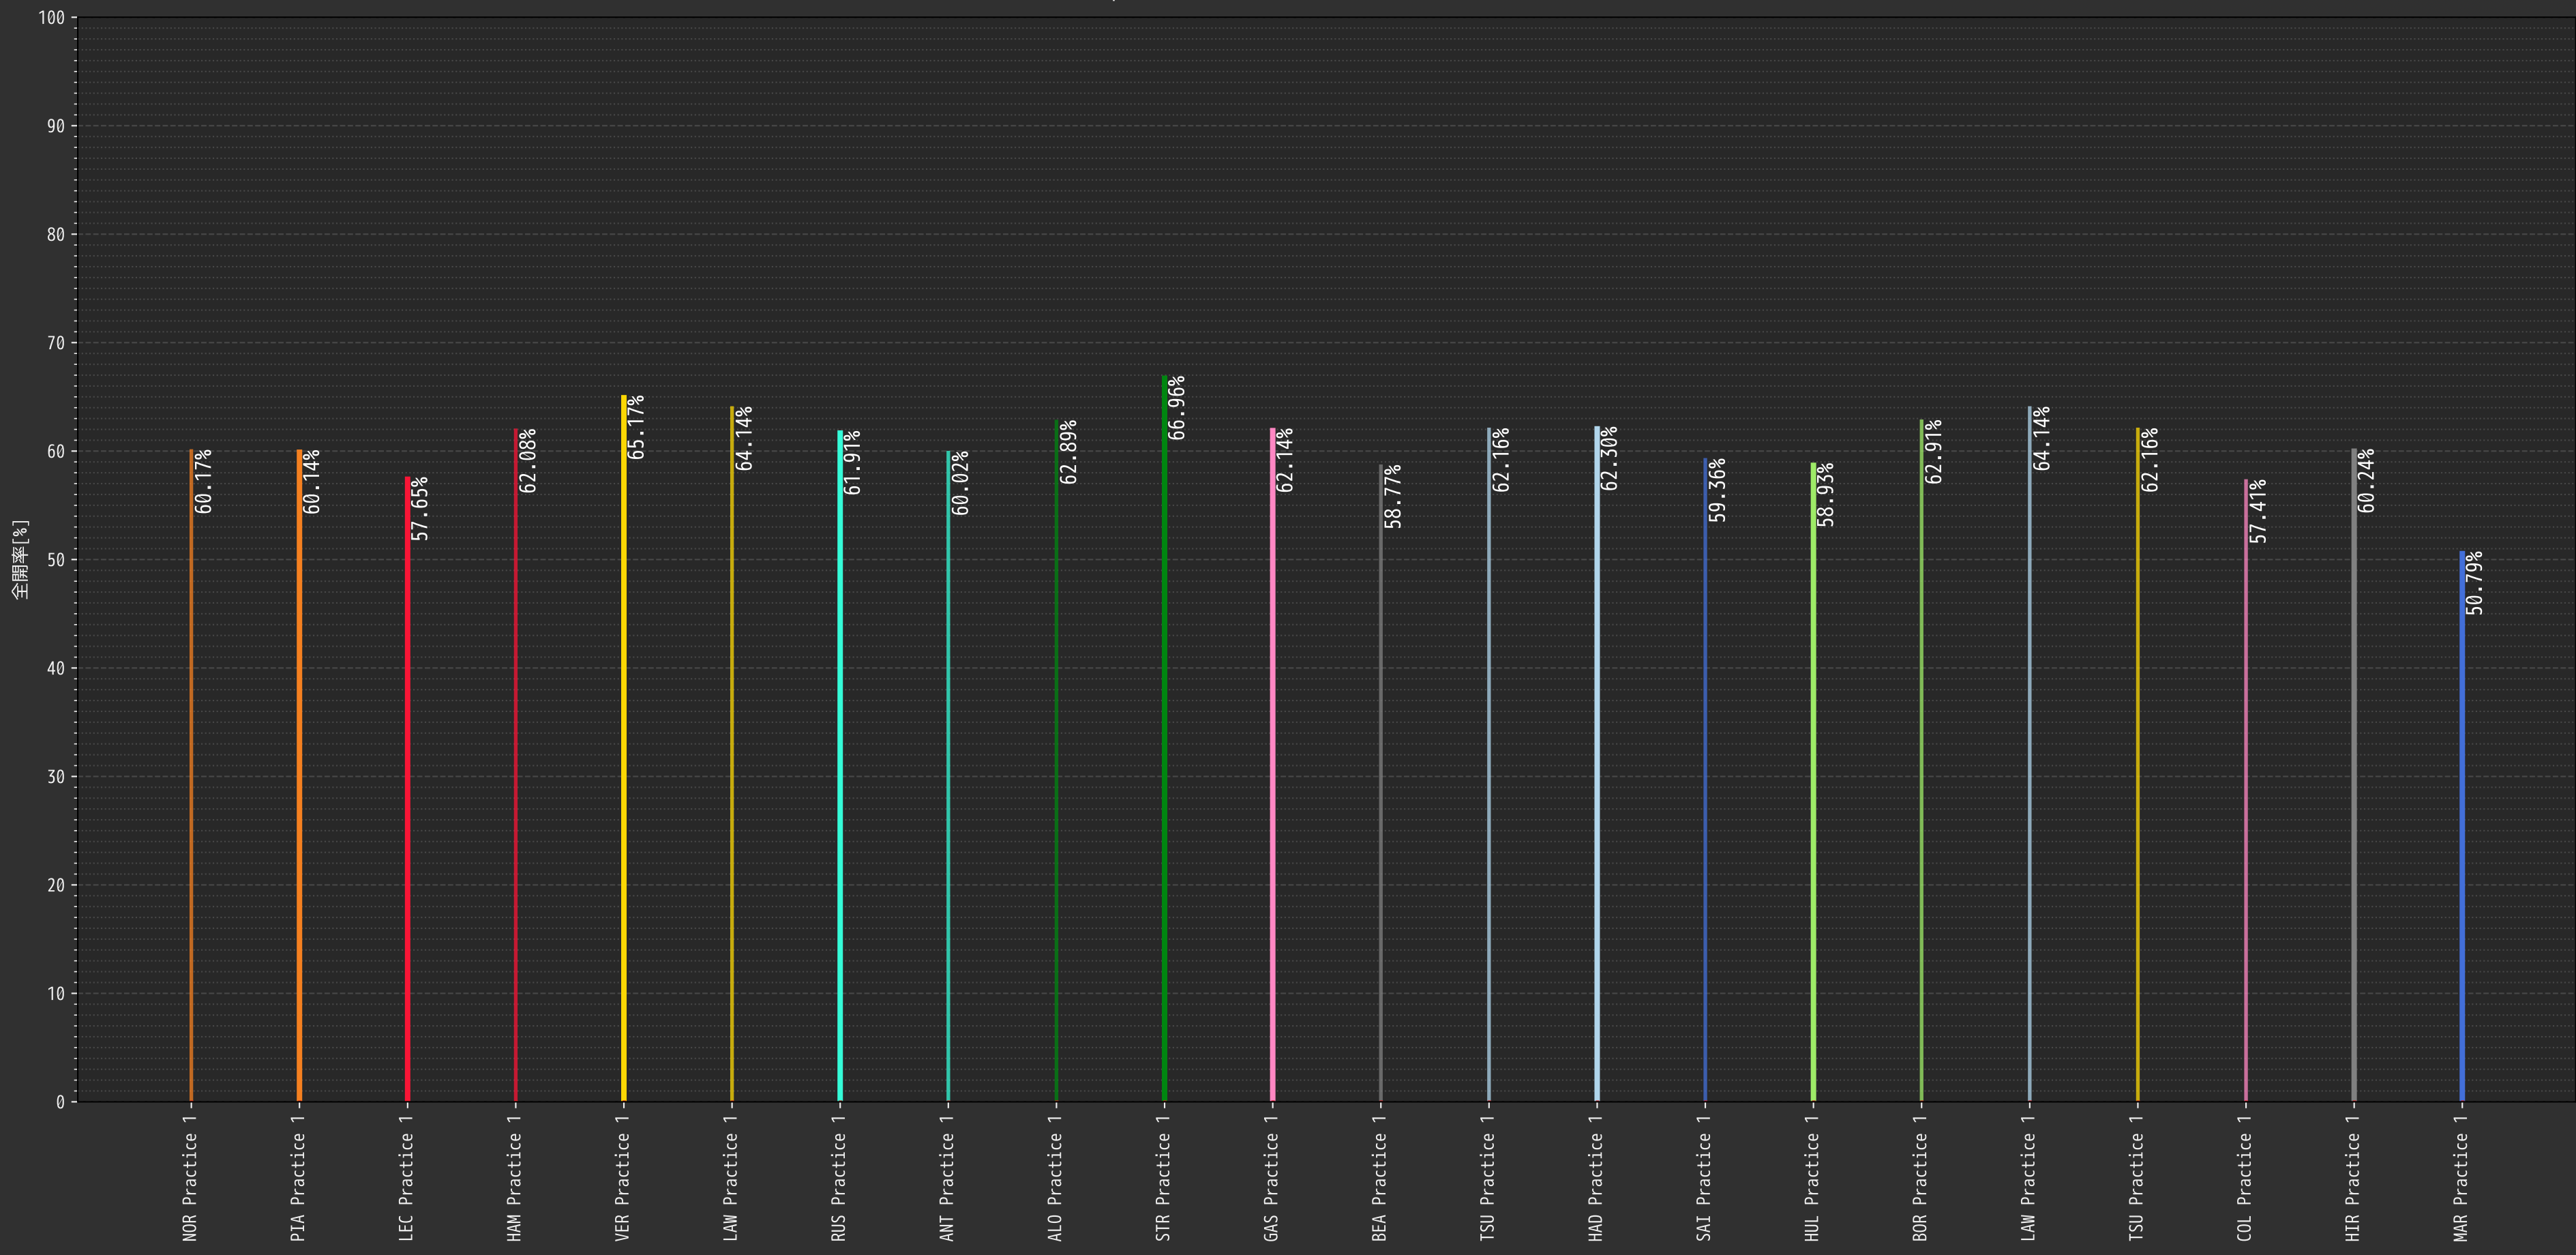 100
90
80
70
60
50
40
30
20
10
0
全開率[%]
60.17%
60.14%
57.65%
62.08%
65.17%
64.14%
61.91%
60.02%
62.89%
66.96%
62.14%
58.77%
62.16%
62.30%
59.36%
58.93%
62.91%
64.14%
62.16%
57.41%
60.24%
50.79%
NOR Practice 1
PIA Practice 1
LEC Practice 1
HAM Practice 1
VER Practice 1
LAW Practice 1
RUS Practice 1
ANT Practice 1
ALO Practice 1
STR Practice 1
GAS Practice 1
BEA Practice 1
TSU Practice 1
HAD Practice 1
SAI Practice 1
HUL Practice 1
BOR Practice 1
LAW Practice 1
TSU Practice 1
COL Practice 1
HIR Practice 1
MAR Practice 1